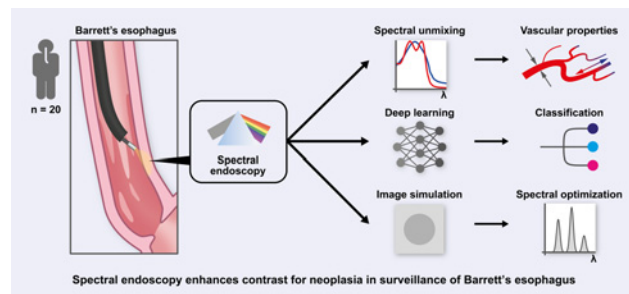 Barrett's esophagus
n = 20
Spectral
endoscopy
Spectral unmixing
λ
Vascular properties
Deep learning
Classification
Image simulation
Spectral optimization
λ
Spectral endoscopy enhances contrast for neoplasia in surveillance of Barrett's esophagus